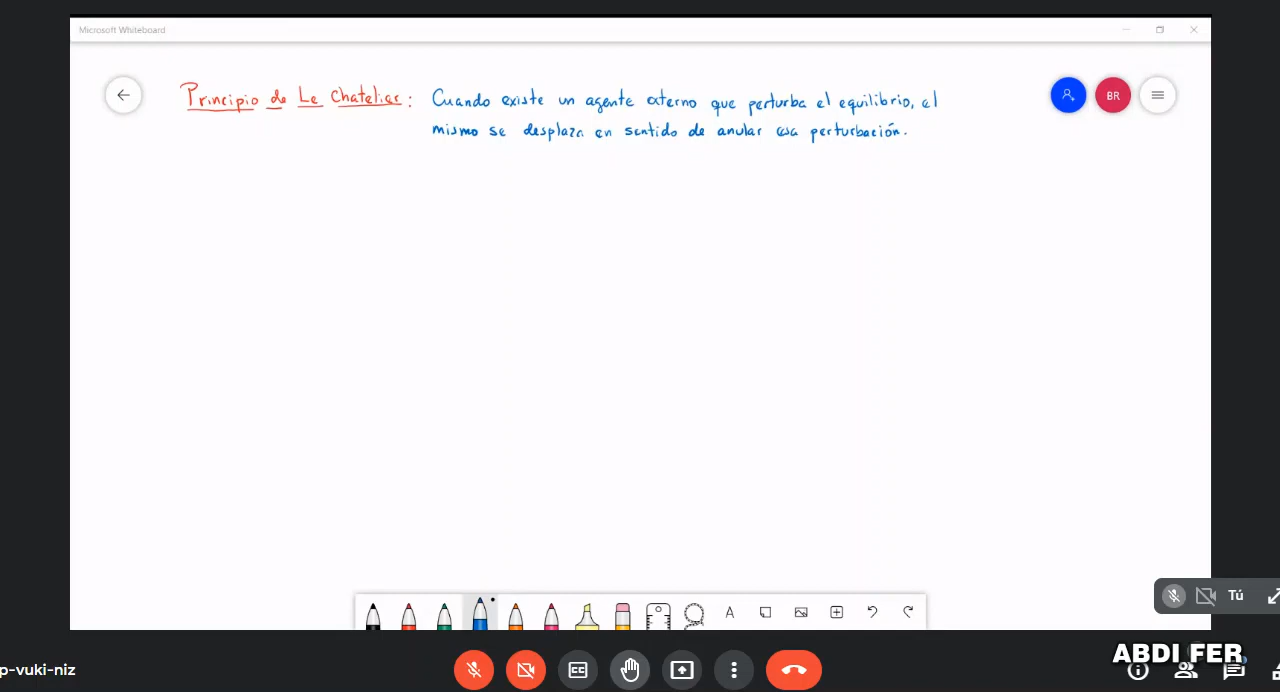 Microsoft Whiteboard
Principio de Le Chatelier: Cuando existe un agente externo que perturba el equilibrio, el
mismo se desplaza en sentido de anular esa perturbación.
BR
A
Tú
CC
ABDI FER
p-vuki-niz